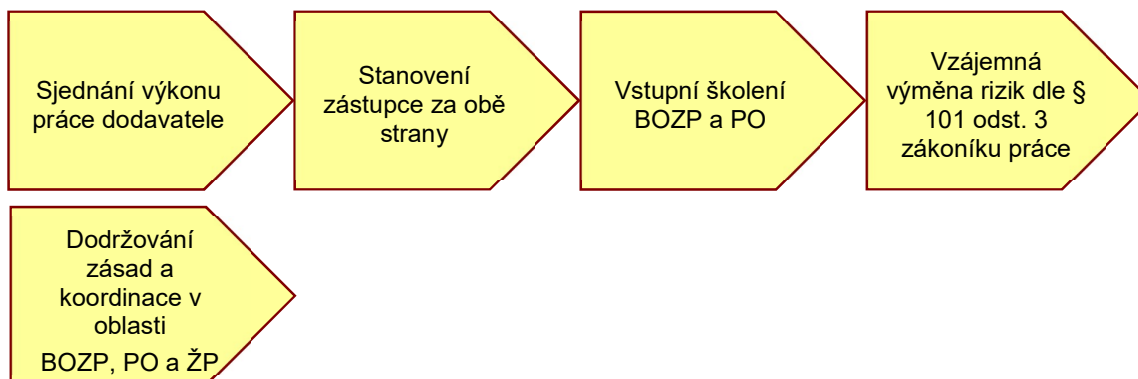 Sjednání výkonu
práce dodavatele
Stanovení
zástupce za obě
strany
Vstupní školení
BOZP a PO
Vzájemná
výměna rizik dle §
101 odst. 3
zákoníku práce
Dodržování
zásad a
koordinace v
oblasti
BOZP, PO a ŽP